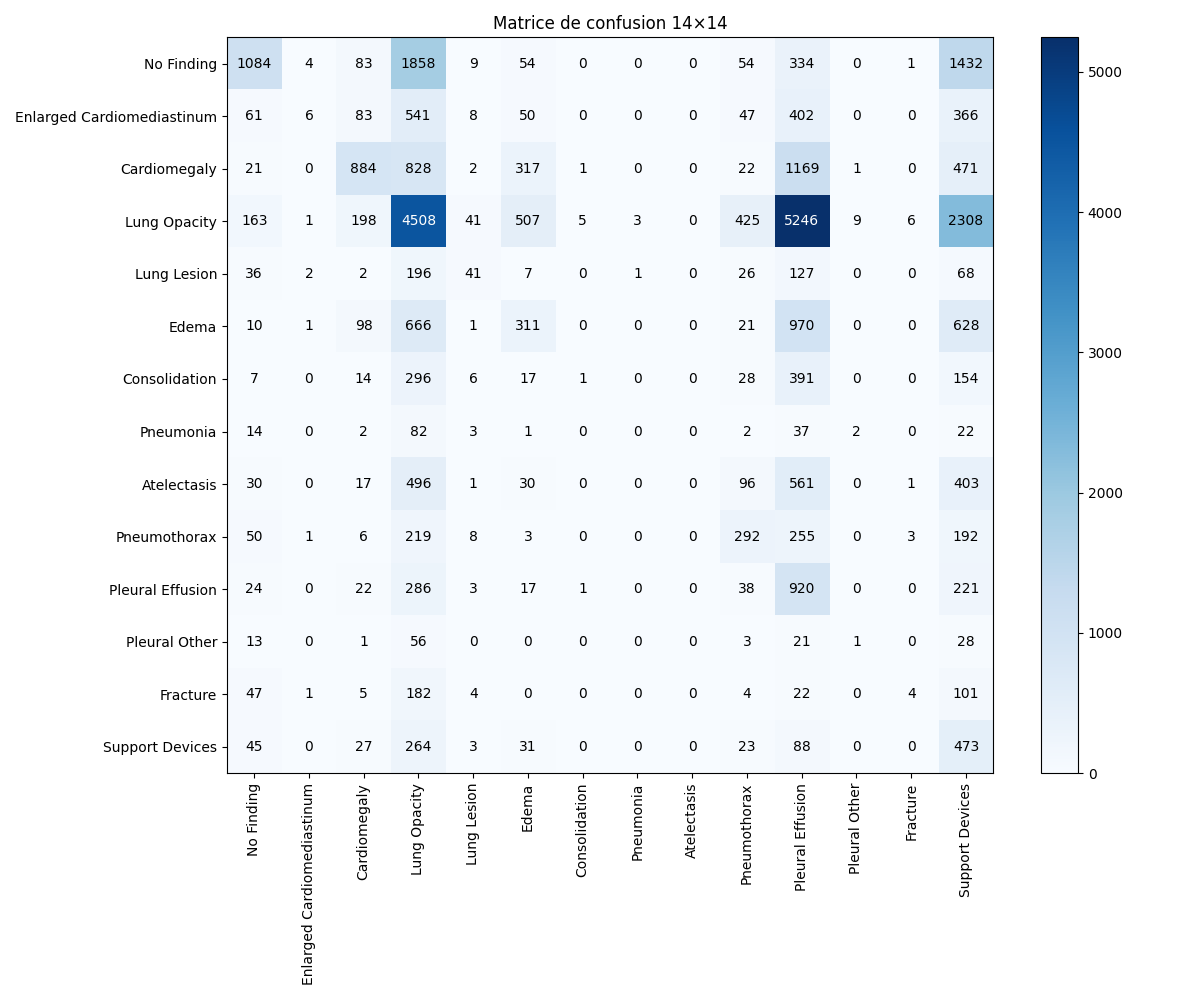 Matrice de confusion 14×14
No Finding 1084 4 83 1858 9 54 0 0 0 54 334 0 1 1432
Enlarged Cardiomediastinum 61 6 83 541 8 50 0 0 0 47 402 0 0 366
Cardiomegaly 21 0 884 828 2 317 1 0 0 22 1169 1 0 471
Lung Opacity 163 1 198 4508 41 507 5 3 0 425 5246 9 6 2308
Lung Lesion 36 2 2 196 41 7 0 1 0 26 127 0 0 68
Edema 10 1 98 666 1 311 0 0 0 21 970 0 0 628
Consolidation 7 0 14 296 6 17 1 0 0 28 391 0 0 154
Pneumonia 14 0 2 82 3 1 0 0 0 2 37 2 0 22
Atelectasis 30 0 17 496 1 30 0 0 0 96 561 0 1 403
Pneumothorax 50 1 6 219 8 3 0 0 0 292 255 0 3 192
Pleural Effusion 24 0 22 286 3 17 1 0 0 38 920 0 0 221
Pleural Other 13 0 1 56 0 0 0 0 0 3 21 1 0 28
Fracture 47 1 5 182 4 0 0 0 0 4 22 0 4 101
Support Devices 45 0 27 264 3 31 0 0 0 23 88 0 0 473
No Finding
Enlarged Cardiomediastinum
Cardiomegaly
Lung Opacity
Lung Lesion
Edema
Consolidation
Pneumonia
Atelectasis
Pneumothorax
Pleural Effusion
Pleural Other
Fracture
Support Devices
5000
4000
3000
2000
1000
0